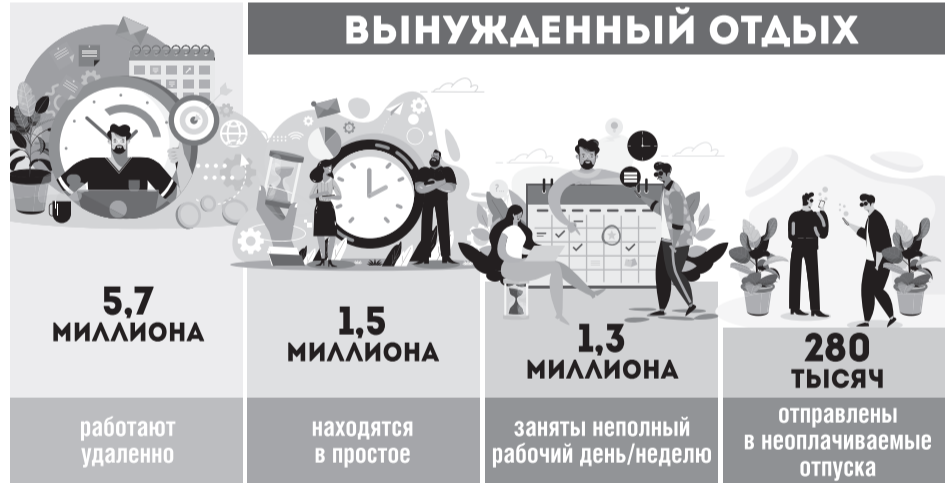 ВЫНУЖДЕННЫЙ ОТДЫХ
5,7
МИЛЛИОНА
работают
удаленно
1,5
МИЛЛИОНА
находятся
в простое
1,3
МИЛЛИОНА
заняты неполный
рабочий день/неделю
280
ТЫСЯЧ
отправлены
в неоплачиваемые
отпуска